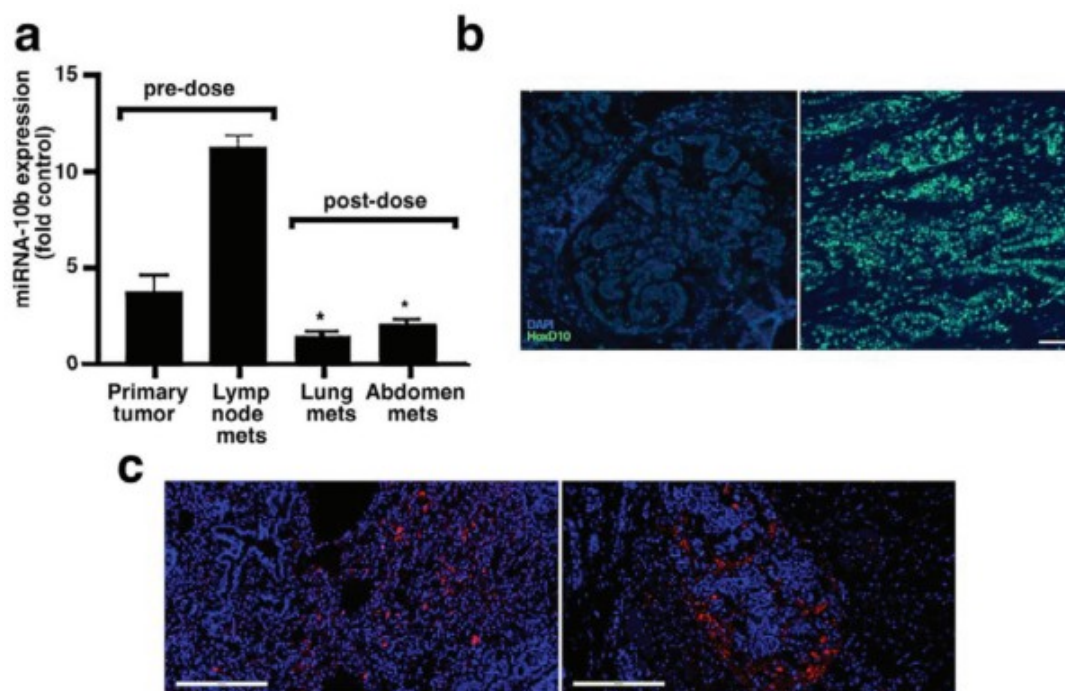 a
miRNA-10b expression
(fold control)
15
10
5
0
pre-dose
post-dose
*
*
Primary
tumor
Lymp
node
mets
Lung
mets
Abdomen
mets
b
DAPI
HoxD10
c